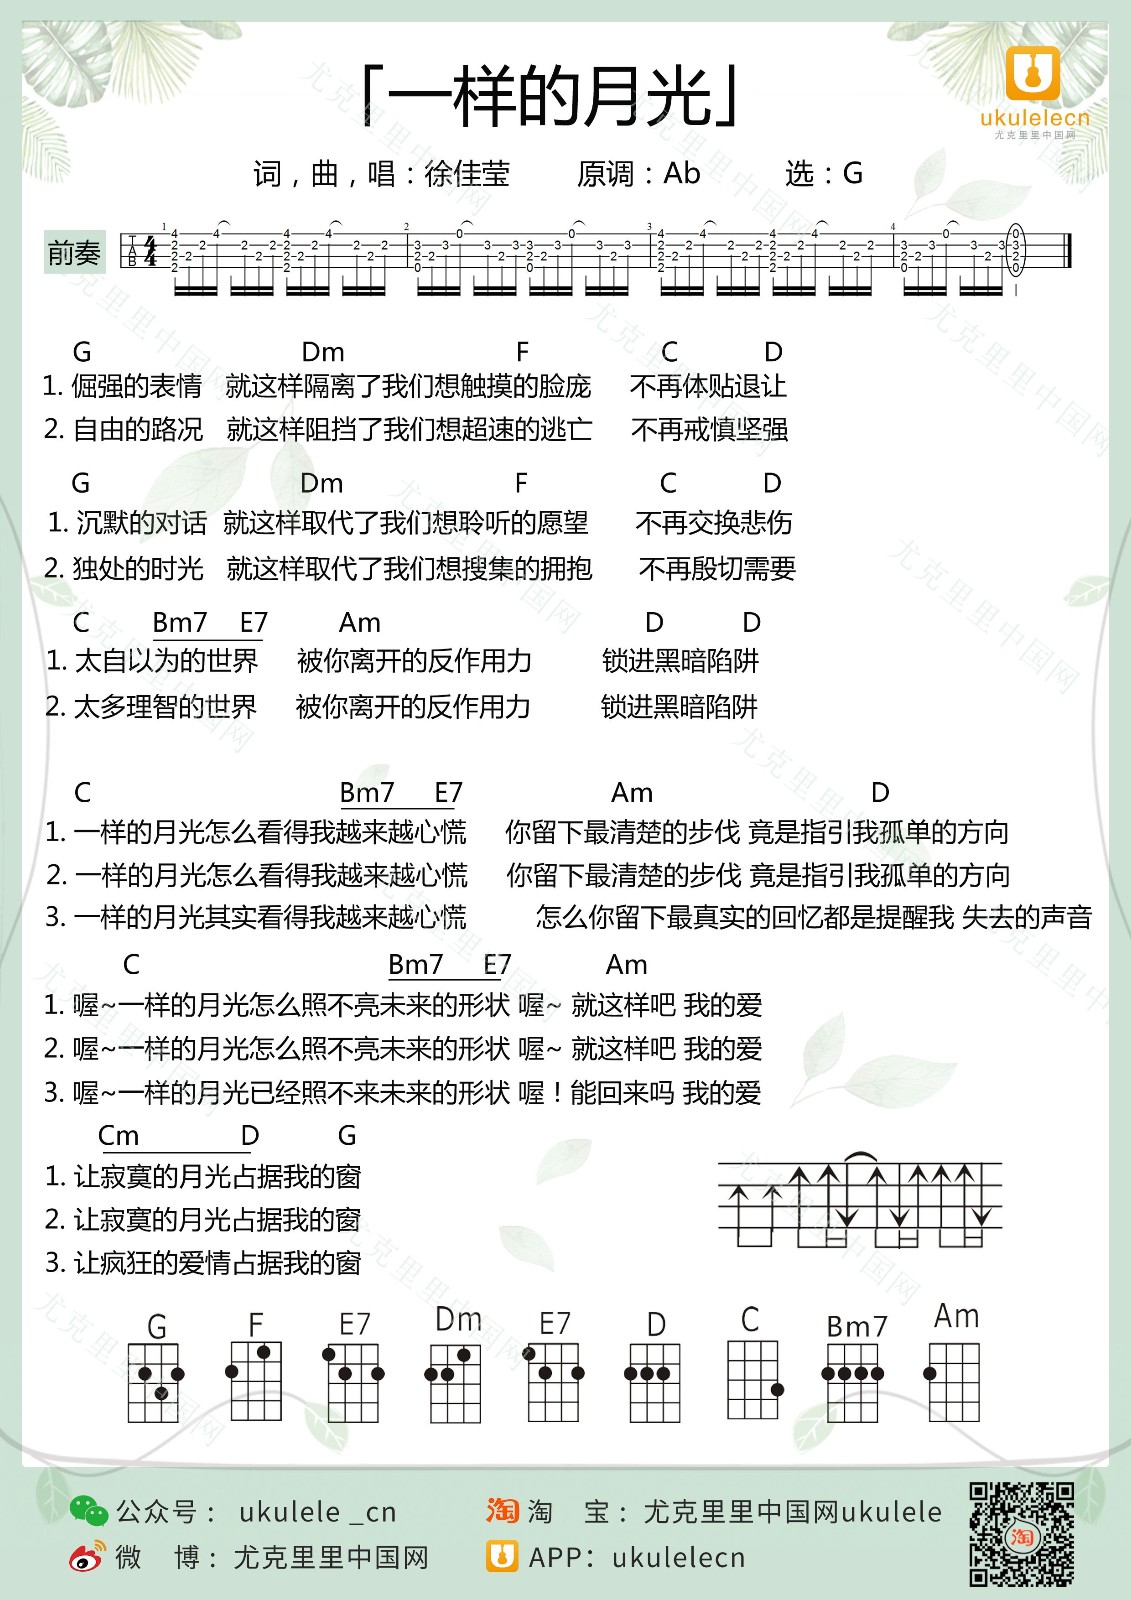 「一样的月光」
ukulelecn
尤克里里中国网
词，曲，唱：徐佳莹 原调：Ab 选：G
前奏
G Dm F C D
1. 倔强的表情 就这样隔离了我们想触摸的脸庞 不再体贴退让
2. 自由的路况 就这样阻挡了我们想超速的逃亡 不再戒慎坚强
G Dm F C D
1. 沉默的对话 就这样取代了我们想聆听的愿望 不再交换悲伤
2. 独处的时光 就这样取代了我们想搜集的拥抱 不再殷切需要
C Bm7 E7 Am D D
1. 太自以为的世界 被你离开的反作用力 锁进黑暗陷阱
2. 太多理智的世界 被你离开的反作用力 锁进黑暗陷阱
C Bm7 E7 Am D
1. 一样的月光怎么看得我越来越心慌 你留下最清楚的步伐 竟是指引我孤单的方向
2. 一样的月光怎么看得我越来越心慌 你留下最清楚的步伐 竟是指引我孤单的方向
3. 一样的月光其实看得我越来越心慌 怎么你留下最真实的回忆都是提醒我 失去的声音
C Bm7 E7 Am
1. 喔~一样的月光怎么照不亮未来的形状 喔~ 就这样吧 我的爱
2. 喔~一样的月光怎么照不亮未来的形状 喔~ 就这样吧 我的爱
3. 喔~一样的月光已经照不来未来的形状 喔！能回来吗 我的爱
Cm D G
1. 让寂寞的月光占据我的窗
2. 让寂寞的月光占据我的窗
3. 让疯狂的爱情占据我的窗
G F E7 Dm E7 D C Bm7 Am
公众号： ukulele _cn 淘 淘 宝：尤克里里中国网ukulele
微 博：尤克里里中国网 APP：ukulelecn
淘